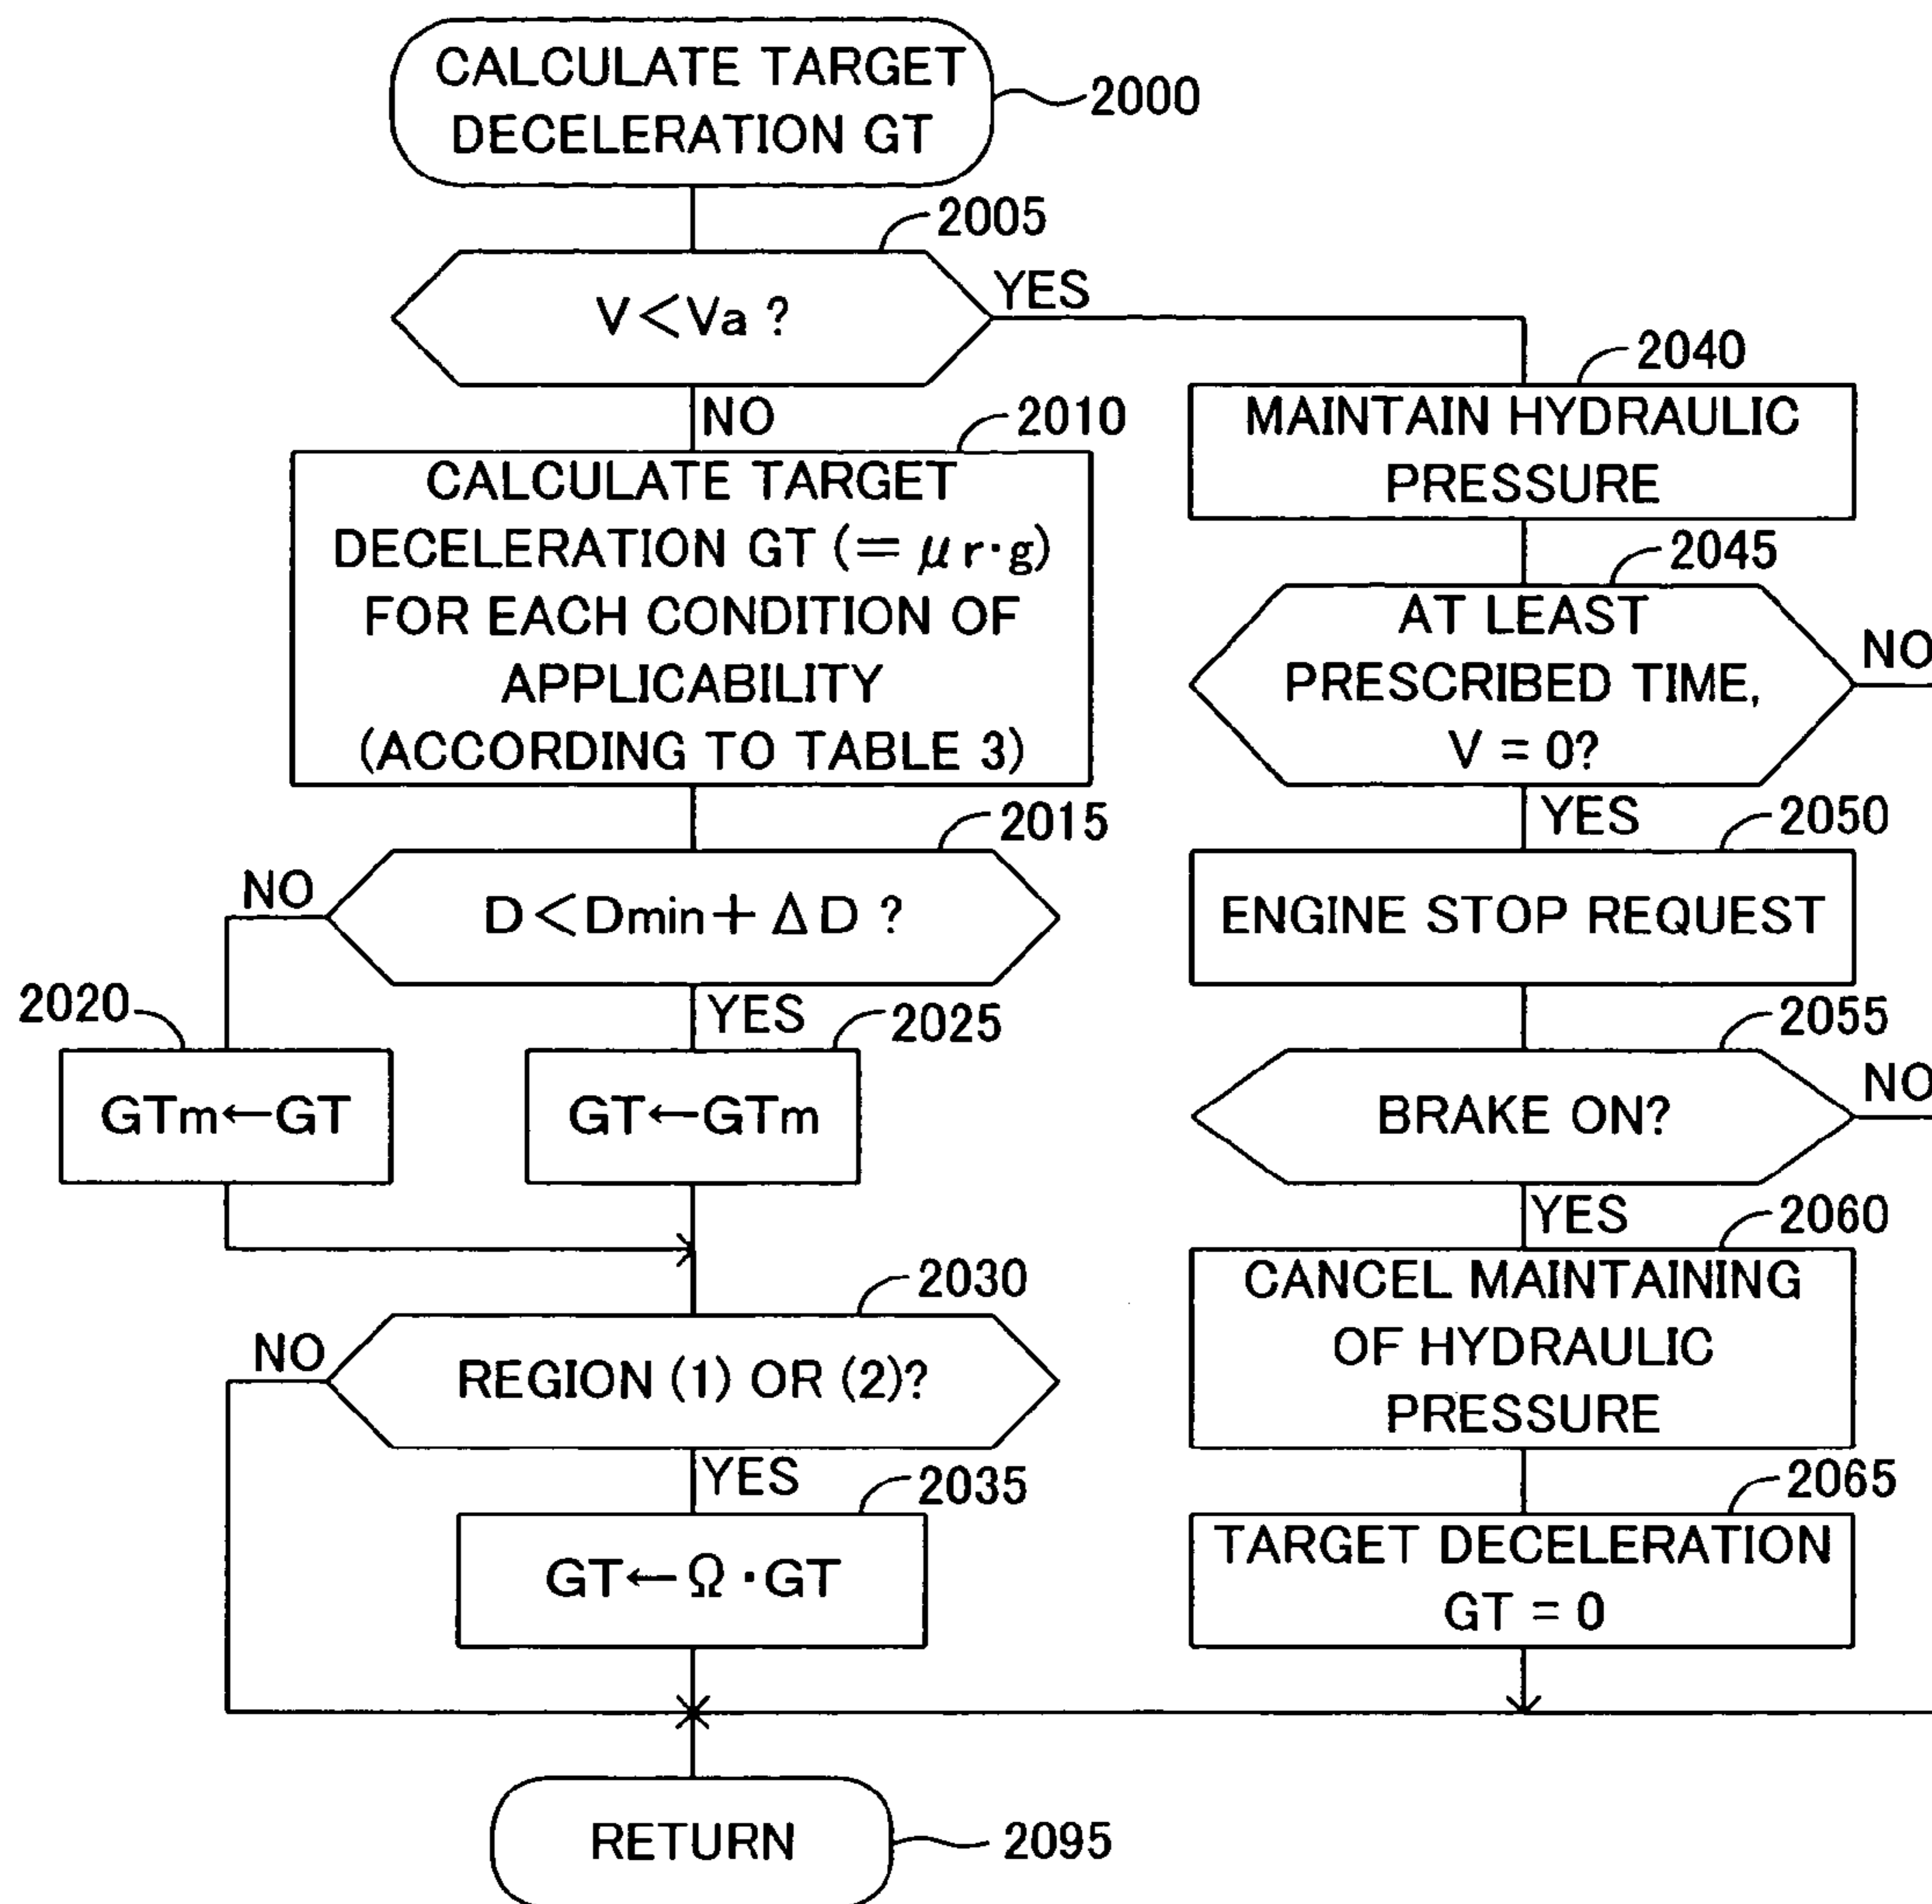 CALCULATE TARGET
DECELERATION GT
2000
2005
V<Va ?
YES
NO
2010
CALCULATE TARGET
DECELERATION GT (= μr·g)
FOR EACH CONDITION OF
APPLICABILITY
(ACCORDING TO TABLE 3)
2015
D<Dmin+ΔD ?
NO
YES
2020
GTm←GT
2025
GT←GTm
2030
REGION (1) OR (2)?
NO
YES
2035
GT←Ω·GT
2040
MAINTAIN HYDRAULIC
PRESSURE
2045
AT LEAST
PRESCRIBED TIME,
V = 0?
NO
YES
2050
ENGINE STOP REQUEST
2055
BRAKE ON?
NO
YES
2060
CANCEL MAINTAINING
OF HYDRAULIC
PRESSURE
2065
TARGET DECELERATION
GT = 0
RETURN
2095